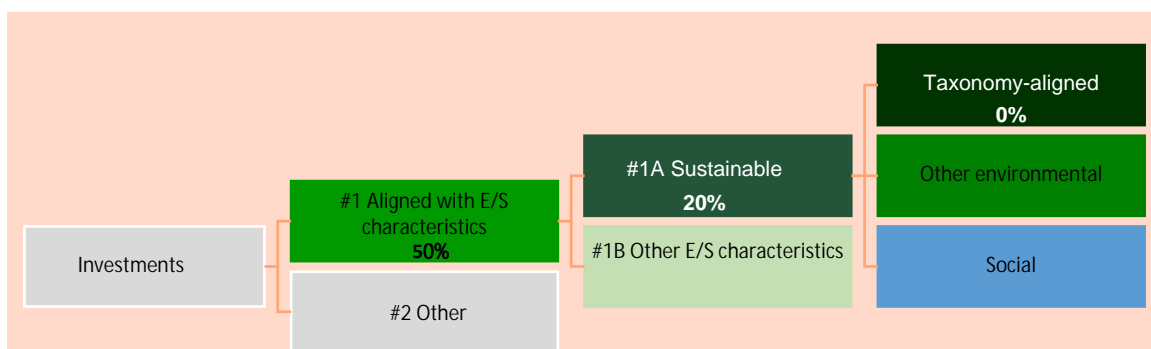 Taxonomy-aligned
0%
#1A Sustainable
20%
Other environmental
#1 Aligned with E/S
characteristics
50%
#1B Other E/S characteristics
Investments
Social
#2 Other